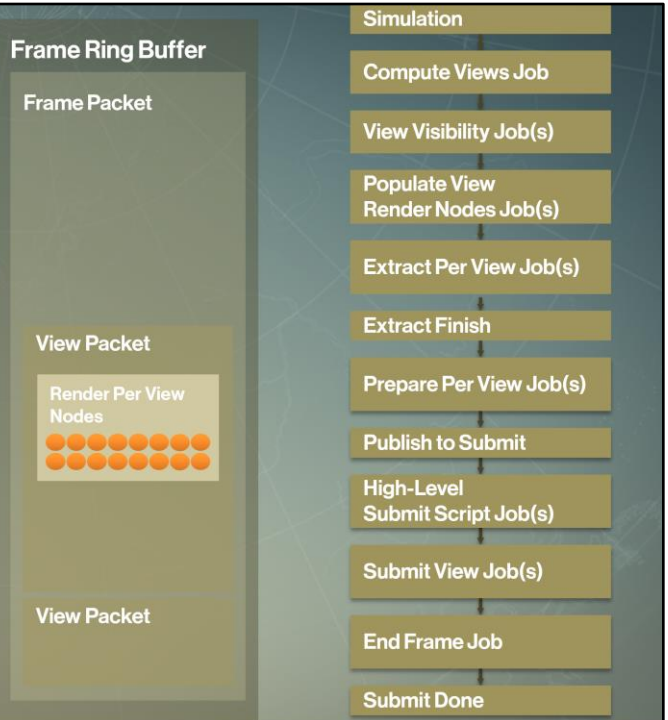 Frame Ring Buffer
Frame Packet
View Packet
Render Per View
Nodes
View Packet
Simulation
Compute Views Job
View Visibility Job(s)
Populate View
Render Nodes Job(s)
Extract Per View Job(s)
Extract Finish
Prepare Per View Job(s)
Publish to Submit
High-Level
Submit Script Job(s)
Submit View Job(s)
End Frame Job
Submit Done